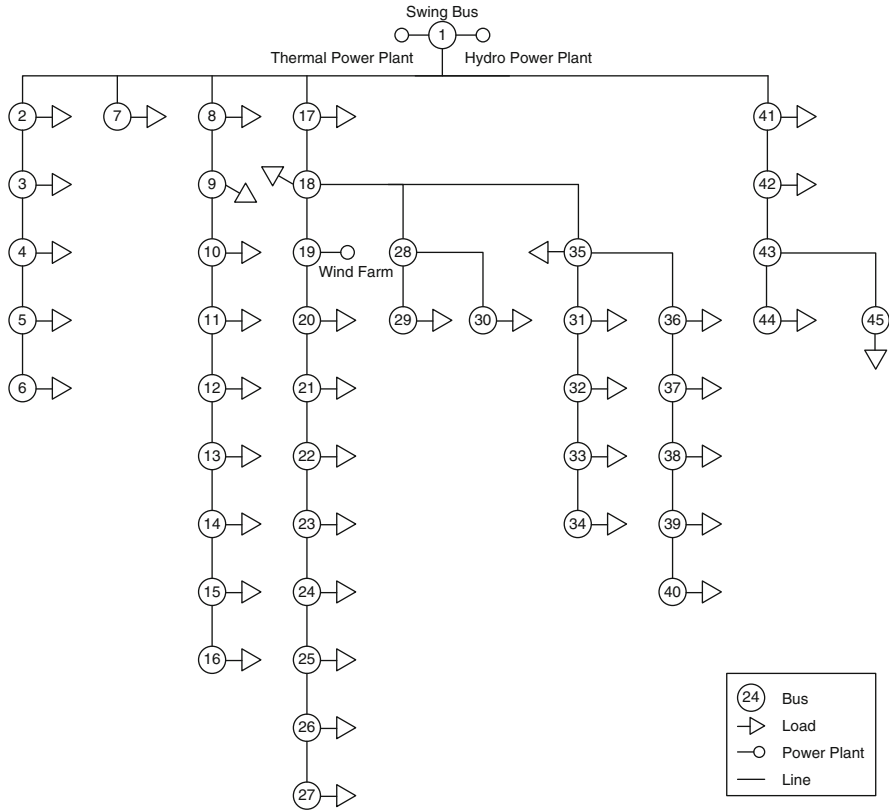 Swing Bus
1
Thermal Power Plant Hydro Power Plant
2 7 8 17 41
3 9 18 42
4 10 19 28 35 43
Wind Farm
5 11 20 29 30 31 36 44 45
6 12 21 32 37
13 22 33 38
14 23 34 39
15 24 40
16 25
26
27
24 Bus
Load
Power Plant
Line